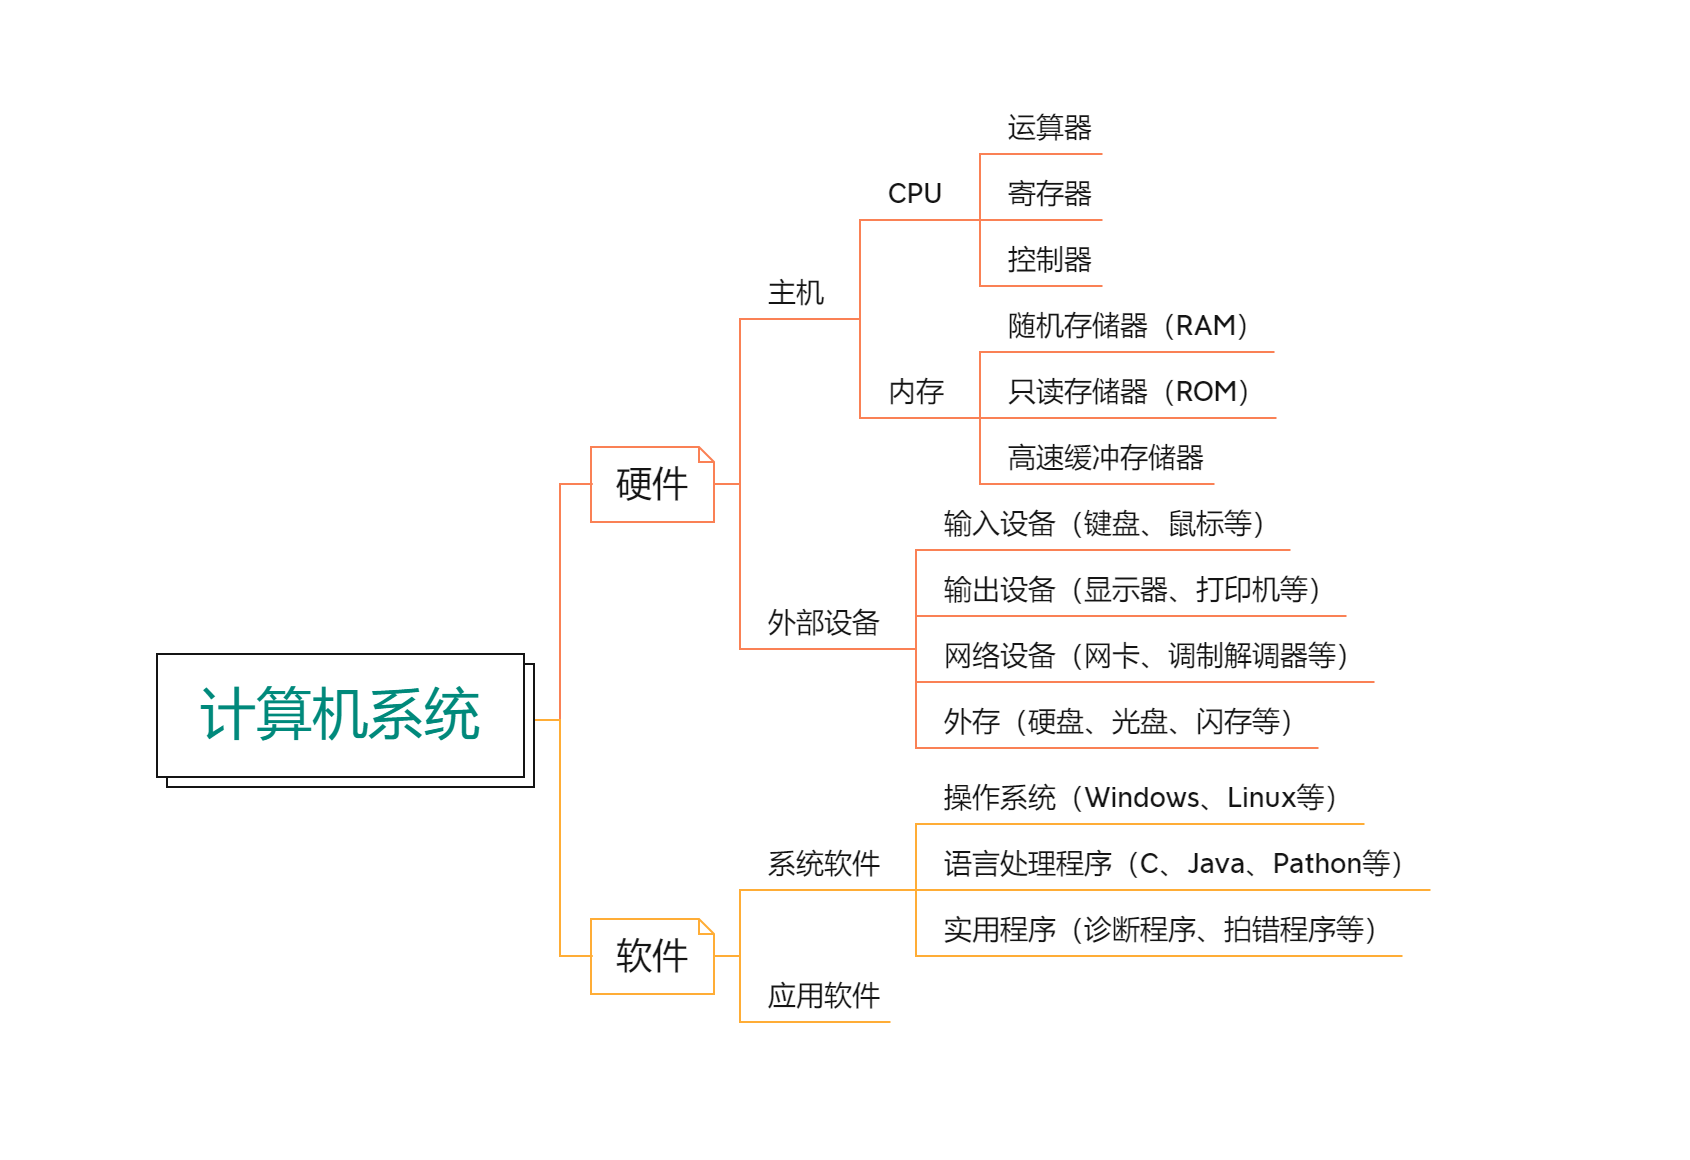 计算机系统
硬件
主机
CPU
运算器
寄存器
控制器
内存
随机存储器（RAM）
只读存储器（ROM）
高速缓冲存储器
外部设备
输入设备（键盘、鼠标等）
输出设备（显示器、打印机等）
网络设备（网卡、调制解调器等）
外存（硬盘、光盘、闪存等）
软件
系统软件
操作系统（Windows、Linux等）
语言处理程序（C、Java、Pathon等）
实用程序（诊断程序、拍错程序等）
应用软件